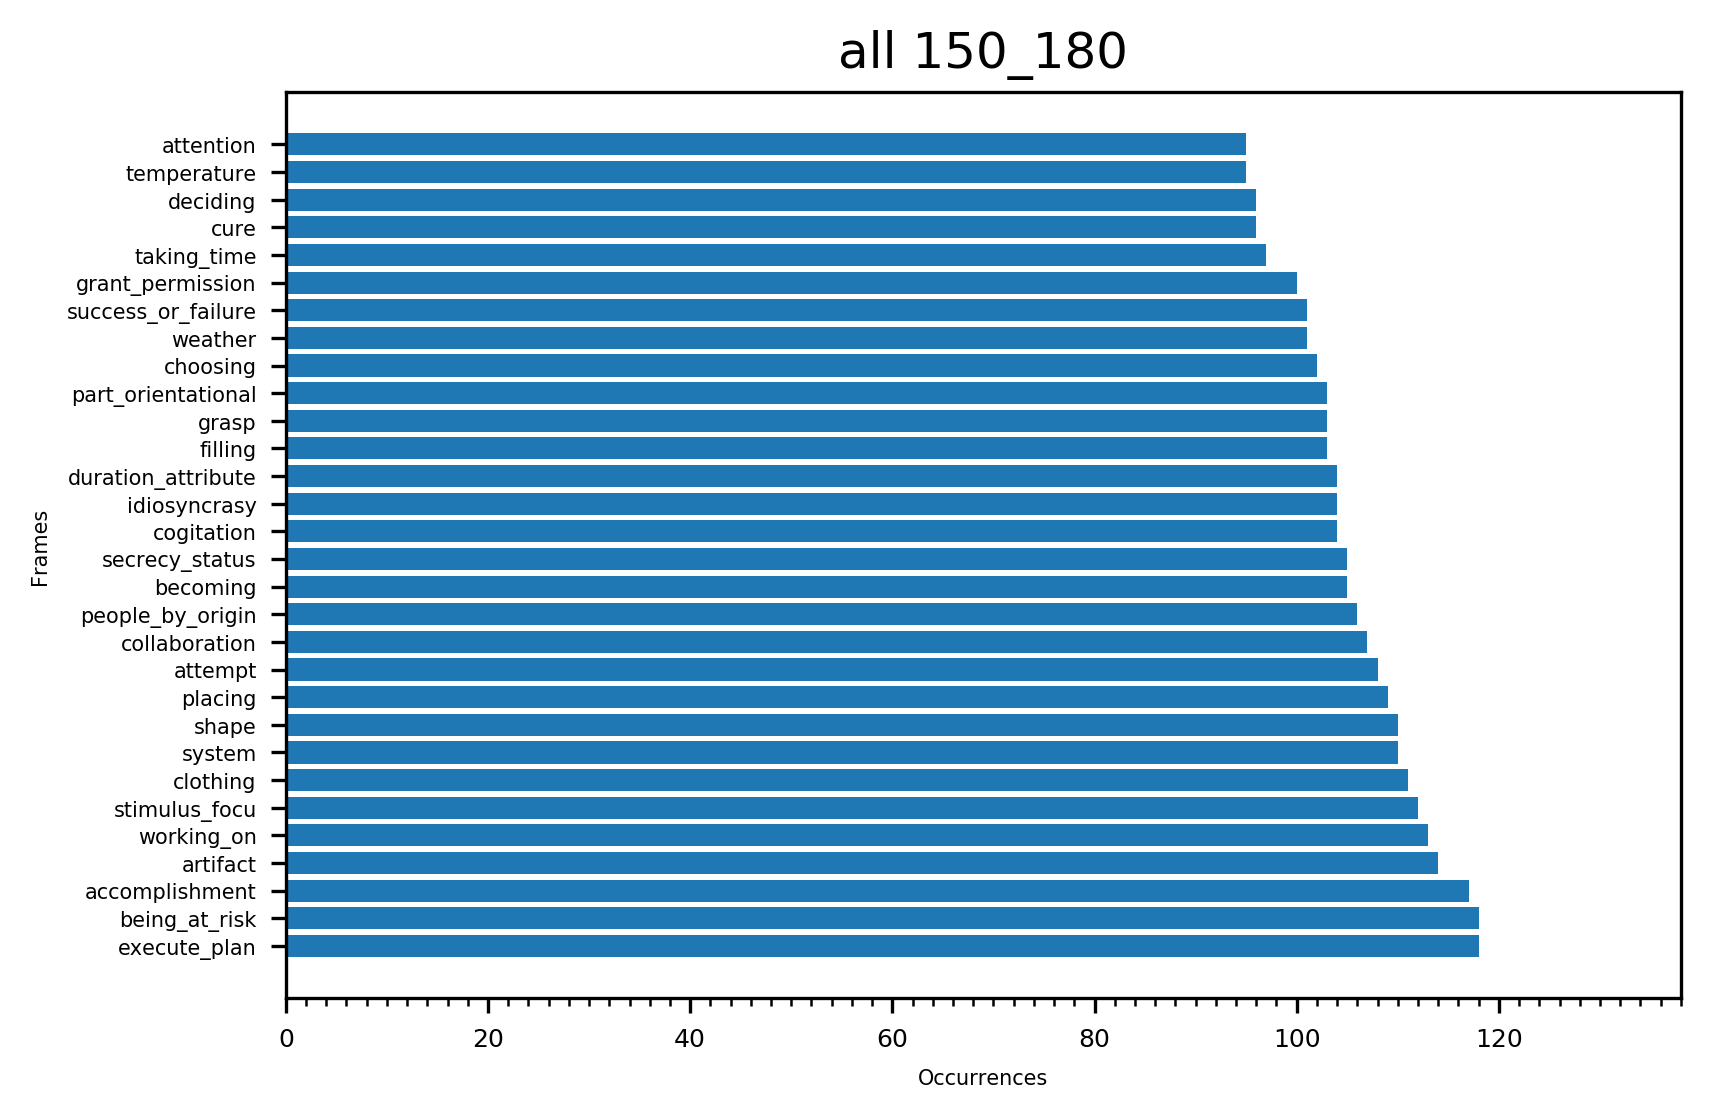 all 150_180
attention
temperature
deciding
cure
taking_time
grant_permission
success_or_failure
weather
choosing
part_orientational
grasp
filling
duration_attribute
idiosyncrasy
cogitation
secrecy_status
becoming
people_by_origin
collaboration
attempt
placing
shape
system
clothing
stimulus_focu
working_on
artifact
accomplishment
being_at_risk
execute_plan
Frames
0 20 40 60 80 100 120
Occurrences